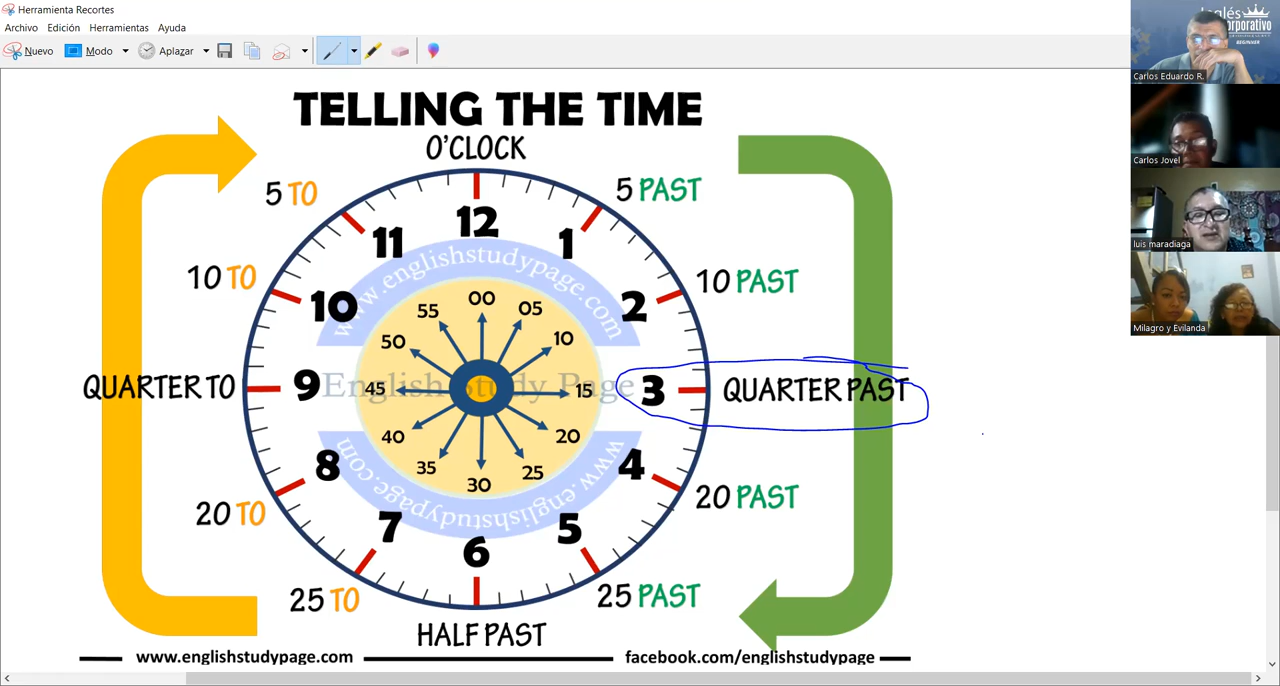 Herramienta Recortes
Archivo Edición Herramientas Ayuda
Nuevo Modo Aplazar
TELLING THE TIME
O'CLOCK
5 TO
5 PAST
12
11
1
10 TO
10 PAST
10
2
www.englishstudypage.com
00
55
05
50
10
QUARTER TO
9
English Study Page
45
15
3
QUARTER PAST
40
20
35
25
30
8
4
www.englishstudypage.com
20 TO
20 PAST
7
5
6
25 TO
25 PAST
HALF PAST
www.englishstudypage.com
facebook.com/englishstudypage
BEGINNER
Carlos Eduardo R.
Carlos Jovel
luis maradiaga
Milagro y Evilanda